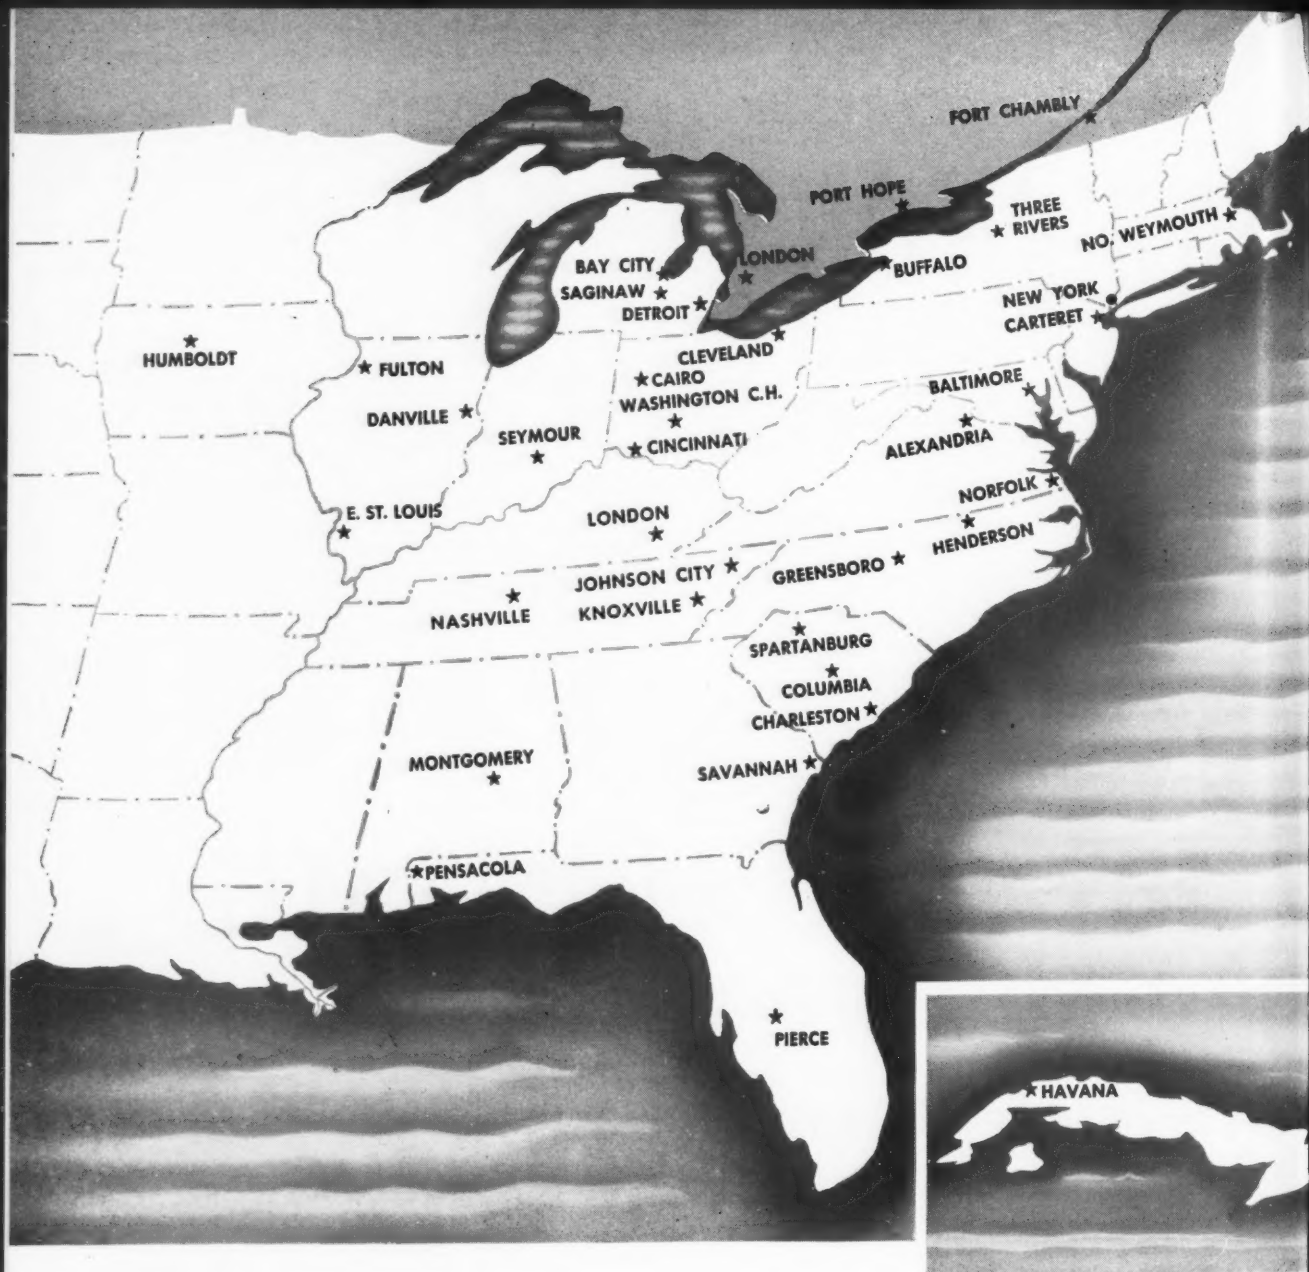 FORT CHAMBLY
PORT HOPE
THREE
RIVERS
NO. WEYMOUTH
LONDON
BAY CITY
BUFFALO
SAGINAW
NEW YORK
DETROIT
CARTERET
HUMBOLDT
CLEVELAND
FULTON
CAIRO
BALTIMORE
WASHINGTON C.H.
DANVILLE
SEYMOUR
CINCINNATI
ALEXANDRIA
NORFOLK
E. ST. LOUIS
LONDON
HENDERSON
JOHNSON CITY
GREENSBORO
KNOXVILLE
NASHVILLE
SPARTANBURG
COLUMBIA
CHARLESTON
MONTGOMERY
SAVANNAH
PENSACOLA
PIERCE
HAVANA